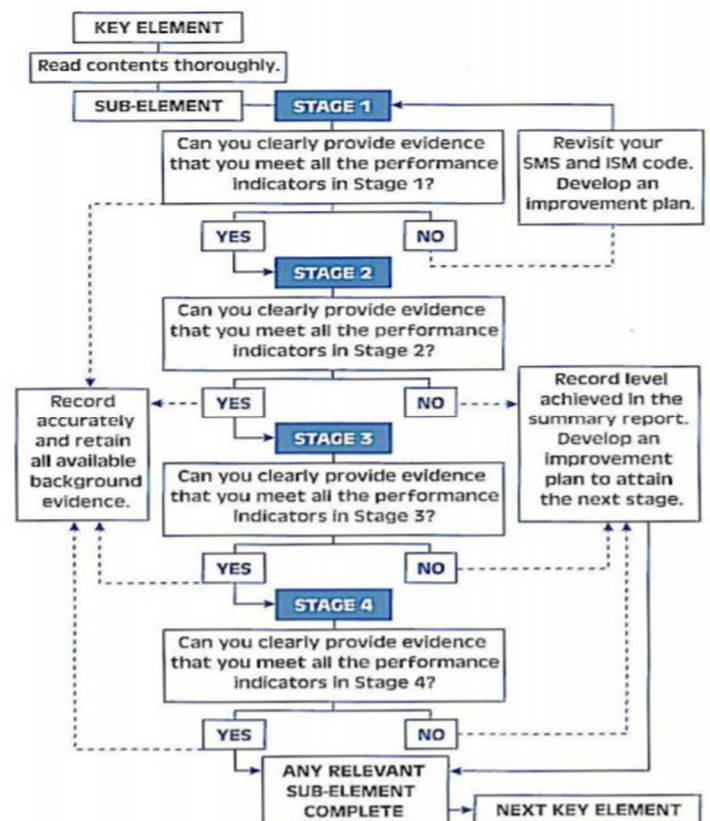 KEY ELEMENT
Read contents thoroughly.
SUB-ELEMENT
STAGE 1
Can you clearly provide evidence
that you meet all the performance
indicators in Stage 1?
Revisit your
SMS and ISM code.
Develop an
improvement plan.
YES
NO
STAGE 2
Can you clearly provide evidence
that you meet all the performance
indicators in Stage 2?
Record
accurately
and retain
all available
background
evidence.
YES
NO
Record level
achieved in the
summary report.
Develop an
improvement
plan to attain
the next stage.
STAGE 3
Can you clearly provide evidence
that you meet all the performance
indicators in Stage 3?
YES
NO
STAGE 4
Can you clearly provide evidence
that you meet all the performance
indicators in Stage 4?
YES
NO
ANY RELEVANT
SUB-ELEMENT
COMPLETE
NEXT KEY ELEMENT